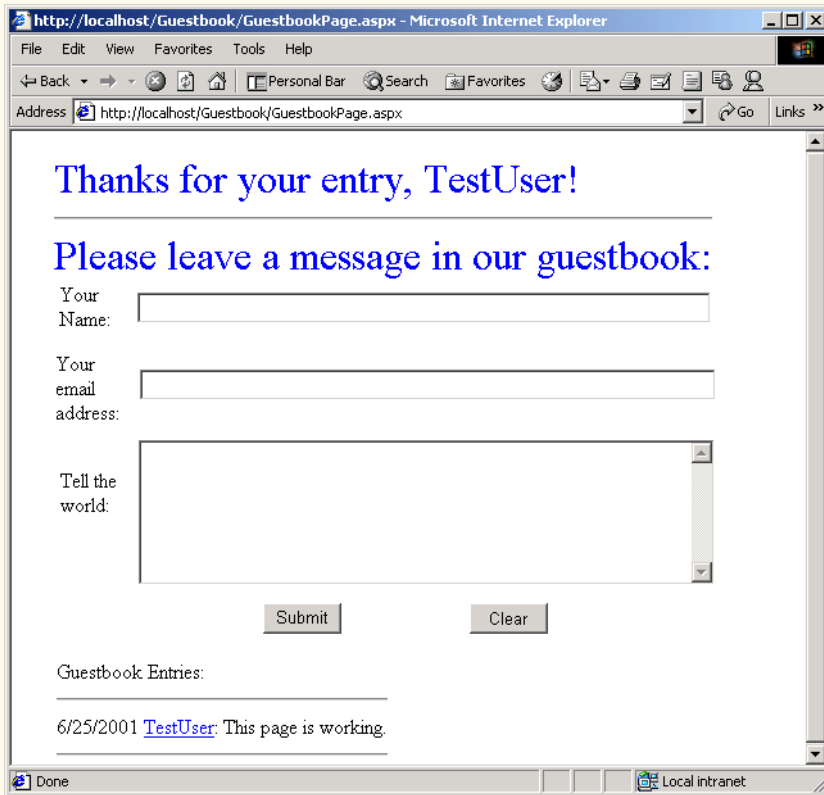 http://localhost/Guestbook/GuestbookPage.aspx - Microsoft Internet Explorer
File Edit View Favorites Tools Help
Back Personal Bar Search Favorites
Address http://localhost/Guestbook/GuestbookPage.aspx Go Links »
Thanks for your entry, TestUser!
Please leave a message in our guestbook:
Your
Name:
Your
email
address:
Tell the
world:
Submit Clear
Guestbook Entries:
6/25/2001 TestUser: This page is working.
Done Local intranet